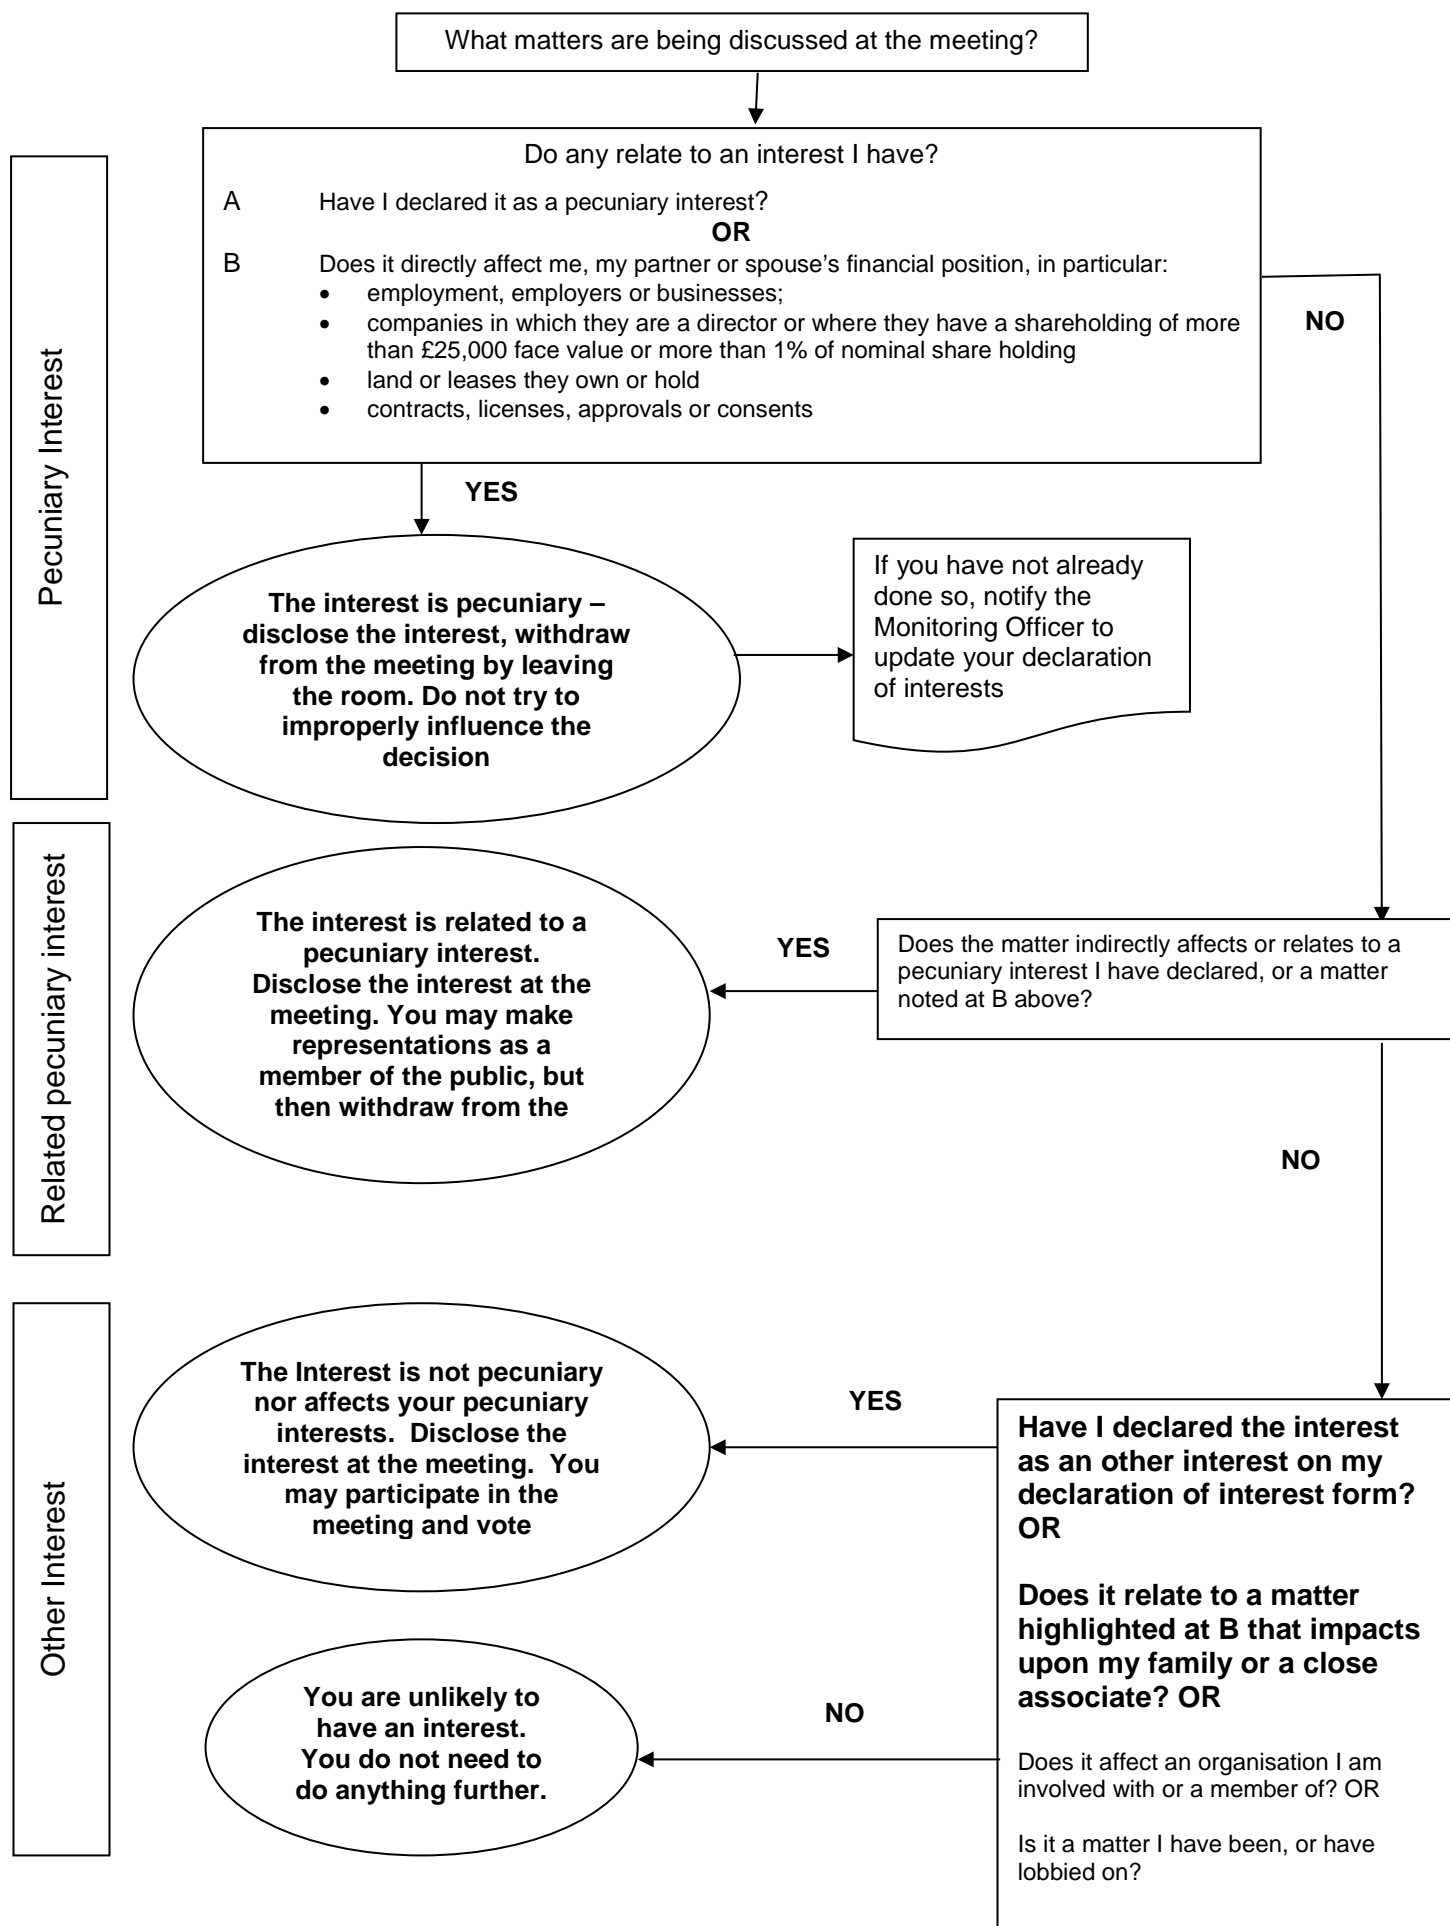 What matters are being discussed at the meeting?
Pecuniary Interest
Do any relate to an interest I have?
A Have I declared it as a pecuniary interest?
OR
B Does it directly affect me, my partner or spouse's financial position, in particular:
• employment, employers or businesses;
• companies in which they are a director or where they have a shareholding of more
than £25,000 face value or more than 1% of nominal share holding
• land or leases they own or hold
• contracts, licenses, approvals or consents
NO
YES
The interest is pecuniary –
disclose the interest, withdraw
from the meeting by leaving
the room. Do not try to
improperly influence the
decision
If you have not already
done so, notify the
Monitoring Officer to
update your declaration
of interests
Related pecuniary interest
The interest is related to a
pecuniary interest.
Disclose the interest at the
meeting. You may make
representations as a
member of the public, but
then withdraw from the
YES
Does the matter indirectly affects or relates to a
pecuniary interest I have declared, or a matter
noted at B above?
NO
Other Interest
The Interest is not pecuniary
nor affects your pecuniary
interests. Disclose the
interest at the meeting. You
may participate in the
meeting and vote
YES
Have I declared the interest
as an other interest on my
declaration of interest form?
OR
Does it relate to a matter
highlighted at B that impacts
upon my family or a close
associate? OR
Does it affect an organisation I am
involved with or a member of? OR
Is it a matter I have been, or have
lobbied on?
NO
You are unlikely to
have an interest.
You do not need to
do anything further.